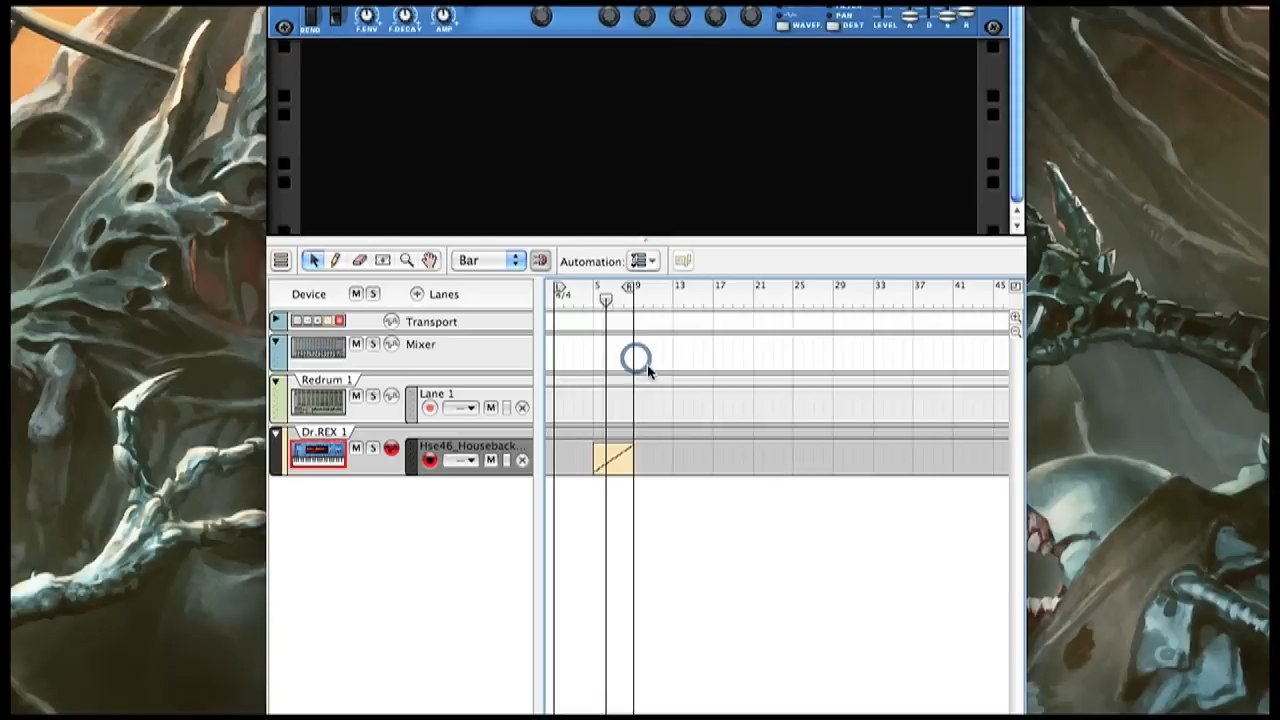 BEND F.ENV F.DECAY AMP WAVEF. PAN DEST LEVEL A D S R
Bar Automation:
Device M S Lanes
4/4 5 9 13 17 21 25 29 33 37 41 45
L R
Transport
M S Mixer
Redrum 1
M S Lane 1
M
Dr.REX 1
M S Hse46_Houseback...
M